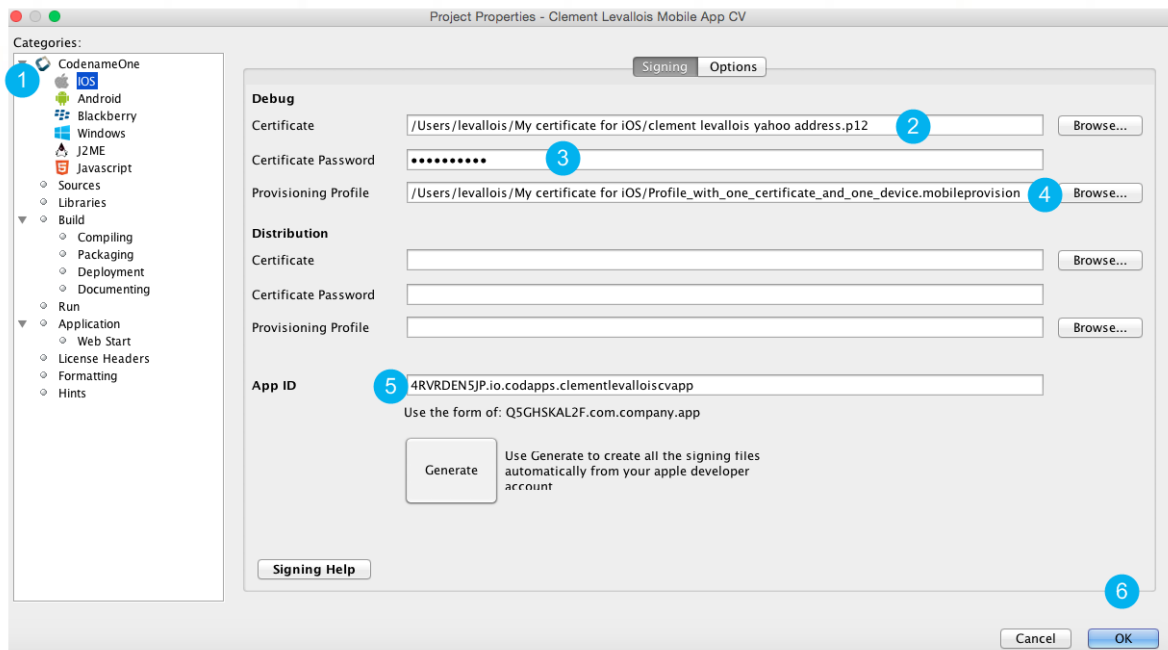 Project Properties - Clement Levallois Mobile App CV
Categories:
CodenameOne
1
IOS
Android
Blackberry
Windows
J2ME
Javascript
Sources
Libraries
Build
Compiling
Packaging
Deployment
Documenting
Run
Application
Web Start
License Headers
Formatting
Hints
Signing Options
Debug
Certificate /Users/levallois/My certificate for iOS/clement levallois yahoo address.p12 2 Browse...
Certificate Password •••••••••• 3
Provisioning Profile /Users/levallois/My certificate for iOS/Profile_with_one_certificate_and_one_device.mobileprovision 4 Browse...
Distribution
Certificate Browse...
Certificate Password
Provisioning Profile Browse...
App ID 5 4RVRDEN5JP.io.codapps.clementlevalloiscvapp
Use the form of: Q5GHSKAL2F.com.company.app
Generate
Use Generate to create all the signing files
automatically from your apple developer
account
Signing Help
6
Cancel OK